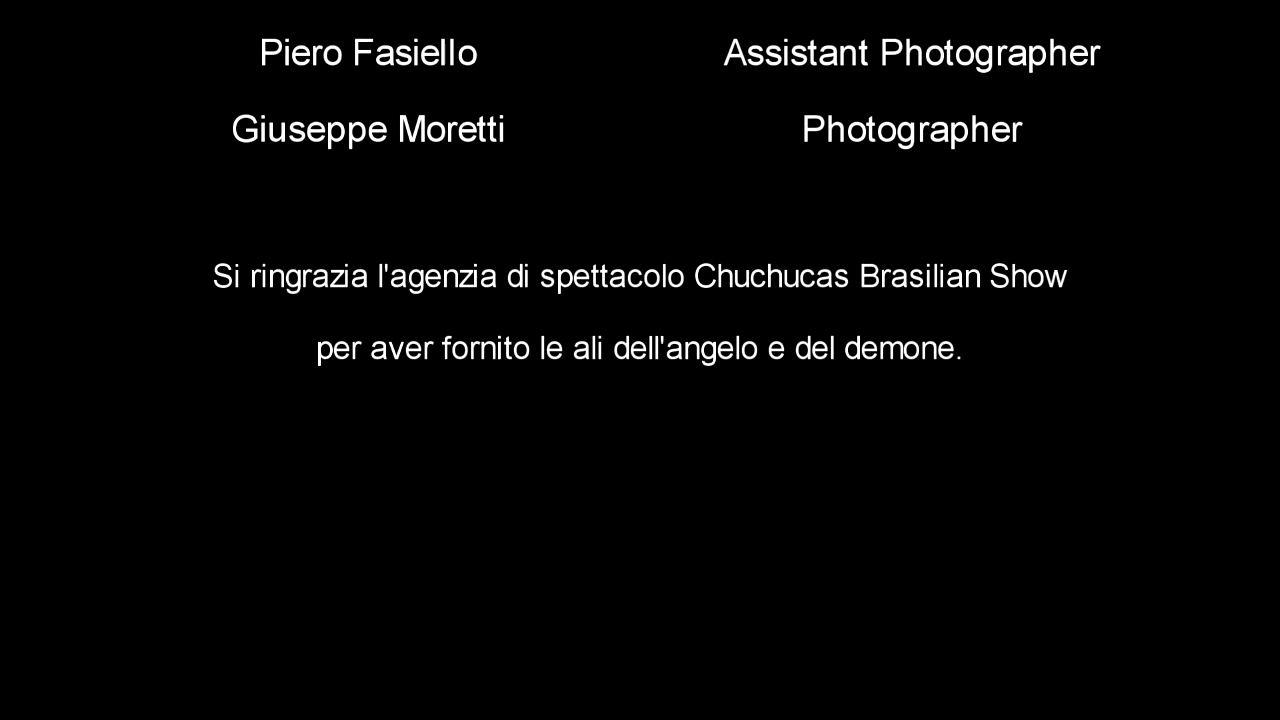 Piero Fasiello Assistant Photographer
Giuseppe Moretti Photographer
Si ringrazia l'agenzia di spettacolo Chuchucas Brasilian Show
per aver fornito le ali dell'angelo e del demone.